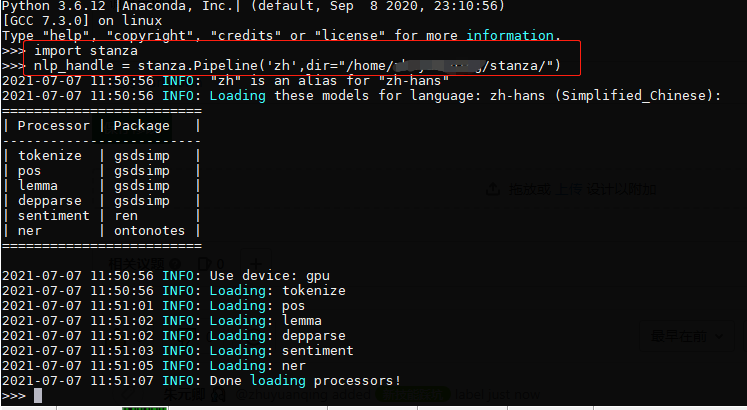 Python 3.6.12 |Anaconda, Inc.| (default, Sep  8 2020, 23:10:56)
[GCC 7.3.0] on linux
Type "help", "copyright", "credits" or "license" for more information.
>>> import stanza
>>> nlp_handle = stanza.Pipeline('zh',dir="/home/ g/stanza/")
2021-07-07 11:50:56 INFO: "zh" is an alias for "zh-hans"
2021-07-07 11:50:56 INFO: Loading these models for language: zh-hans (Simplified_Chinese):
=========================
| Processor | Package   |
-------------------------
| tokenize  | gsdsimp   |
| pos       | gsdsimp   |
| lemma     | gsdsimp   |
| depparse  | gsdsimp   |
| sentiment | ren       |
| ner       | ontonotes |
=========================
2021-07-07 11:50:56 INFO: Use device: gpu
2021-07-07 11:50:56 INFO: Loading: tokenize
2021-07-07 11:51:01 INFO: Loading: pos
2021-07-07 11:51:02 INFO: Loading: lemma
2021-07-07 11:51:02 INFO: Loading: depparse
2021-07-07 11:51:03 INFO: Loading: sentiment
2021-07-07 11:51:05 INFO: Loading: ner
2021-07-07 11:51:07 INFO: Done loading processors!
>>>